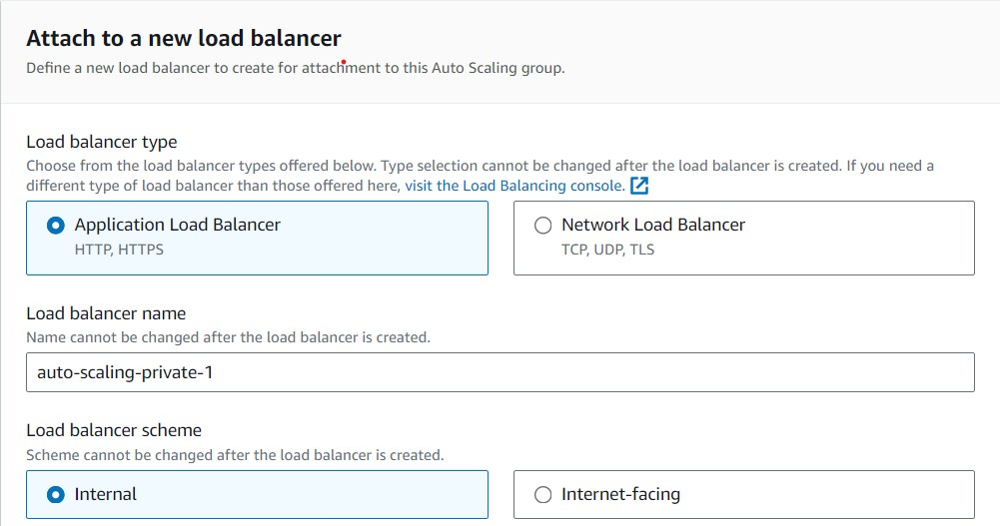 Attach to a new load balancer
Define a new load balancer to create for attachment to this Auto Scaling group.
Load balancer type
Choose from the load balancer types offered below. Type selection cannot be changed after the load balancer is created. If you need a
different type of load balancer than those offered here, visit the Load Balancing console.
Application Load Balancer
HTTP, HTTPS
Network Load Balancer
TCP, UDP, TLS
Load balancer name
Name cannot be changed after the load balancer is created.
auto-scaling-private-1
Load balancer scheme
Scheme cannot be changed after the load balancer is created.
Internal
Internet-facing